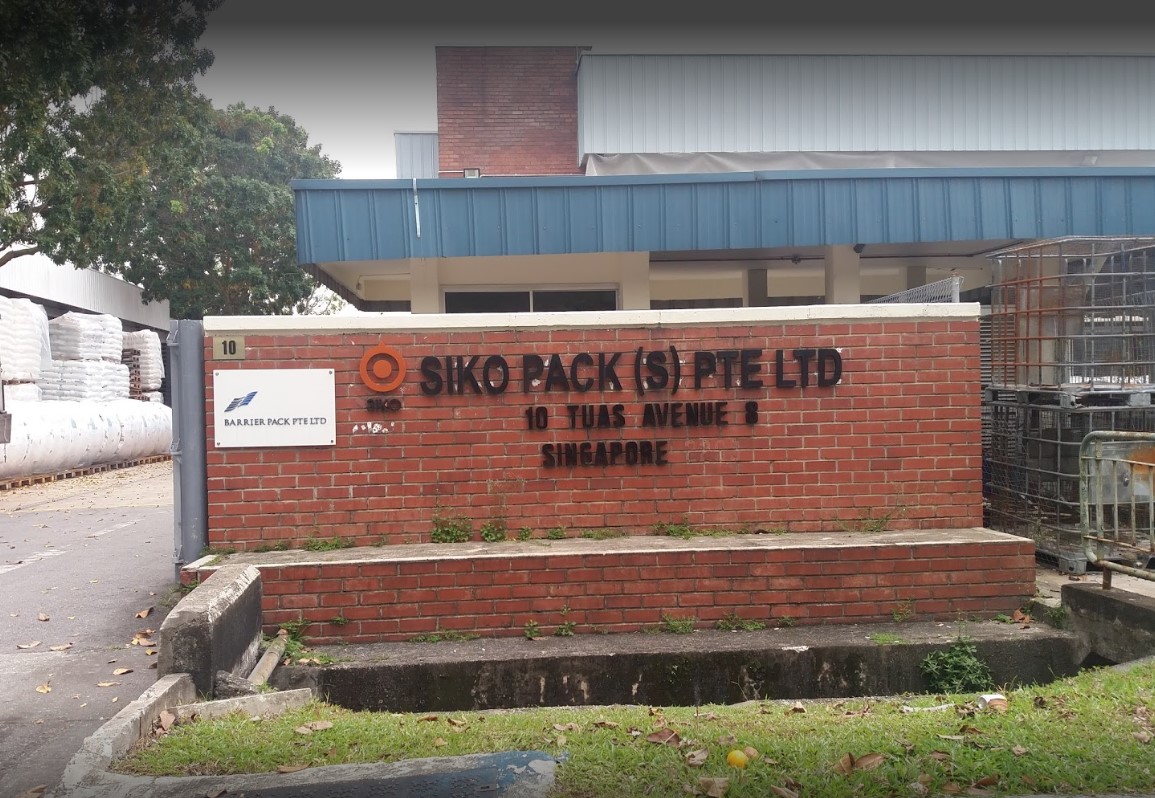 10
BARRIER PACK PTE LTD
SIKO
SIKO PACK (S) PTE LTD
10 TUAS AVENUE 8
SINGAPORE